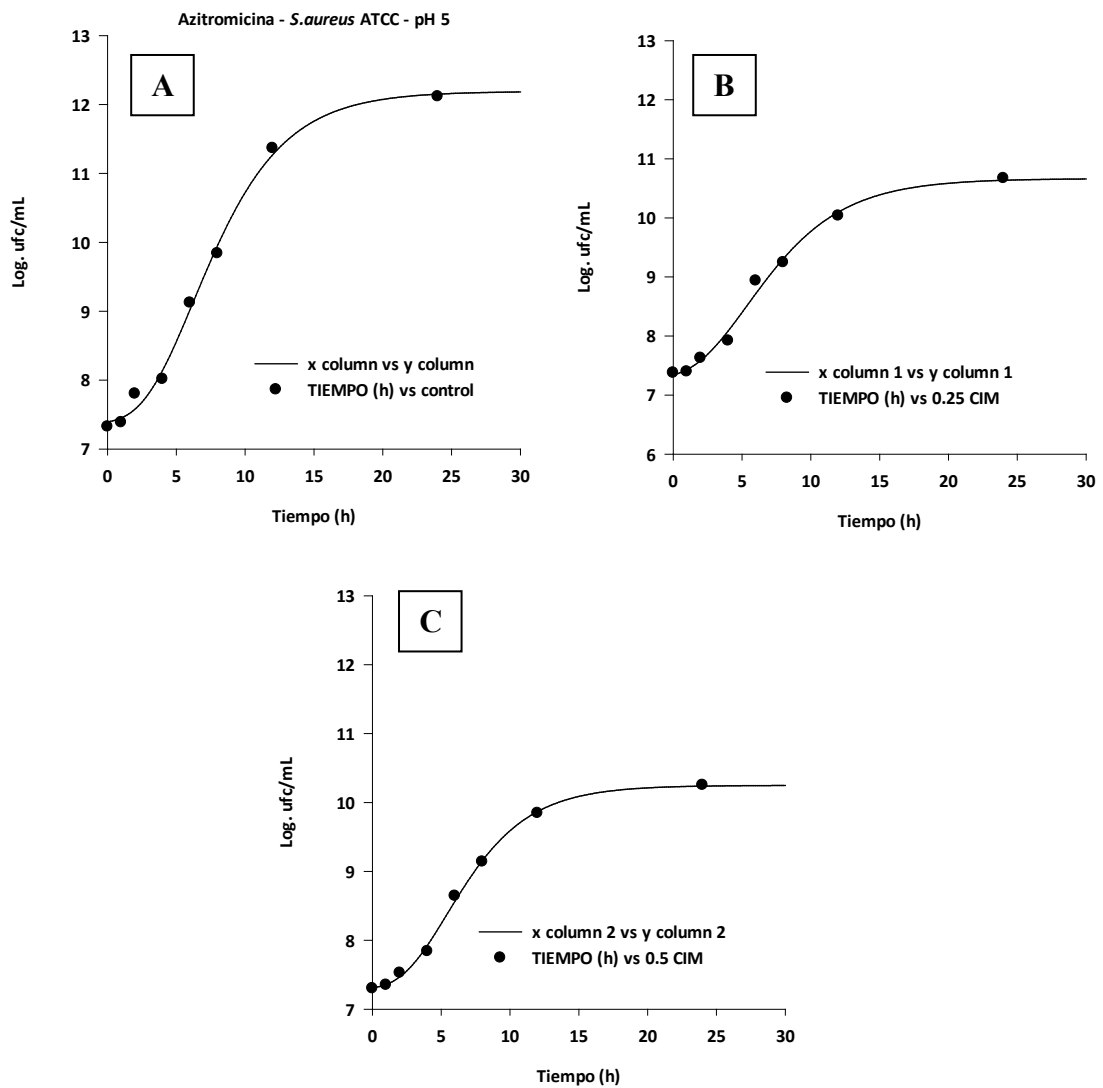 Azitromicina - S.aureus ATCC - pH 5
A
13
12
11
10
9
8
7
Log. ufc/mL
x column vs y column
TIEMPO (h) vs control
0 5 10 15 20 25 30
Tiempo (h)
B
13
12
11
10
9
8
7
6
Log. ufc/mL
x column 1 vs y column 1
TIEMPO (h) vs 0.25 CIM
0 5 10 15 20 25 30
Tiempo (h)
C
13
12
11
10
9
8
7
Log. ufc/mL
x column 2 vs y column 2
TIEMPO (h) vs 0.5 CIM
0 5 10 15 20 25 30
Tiempo (h)